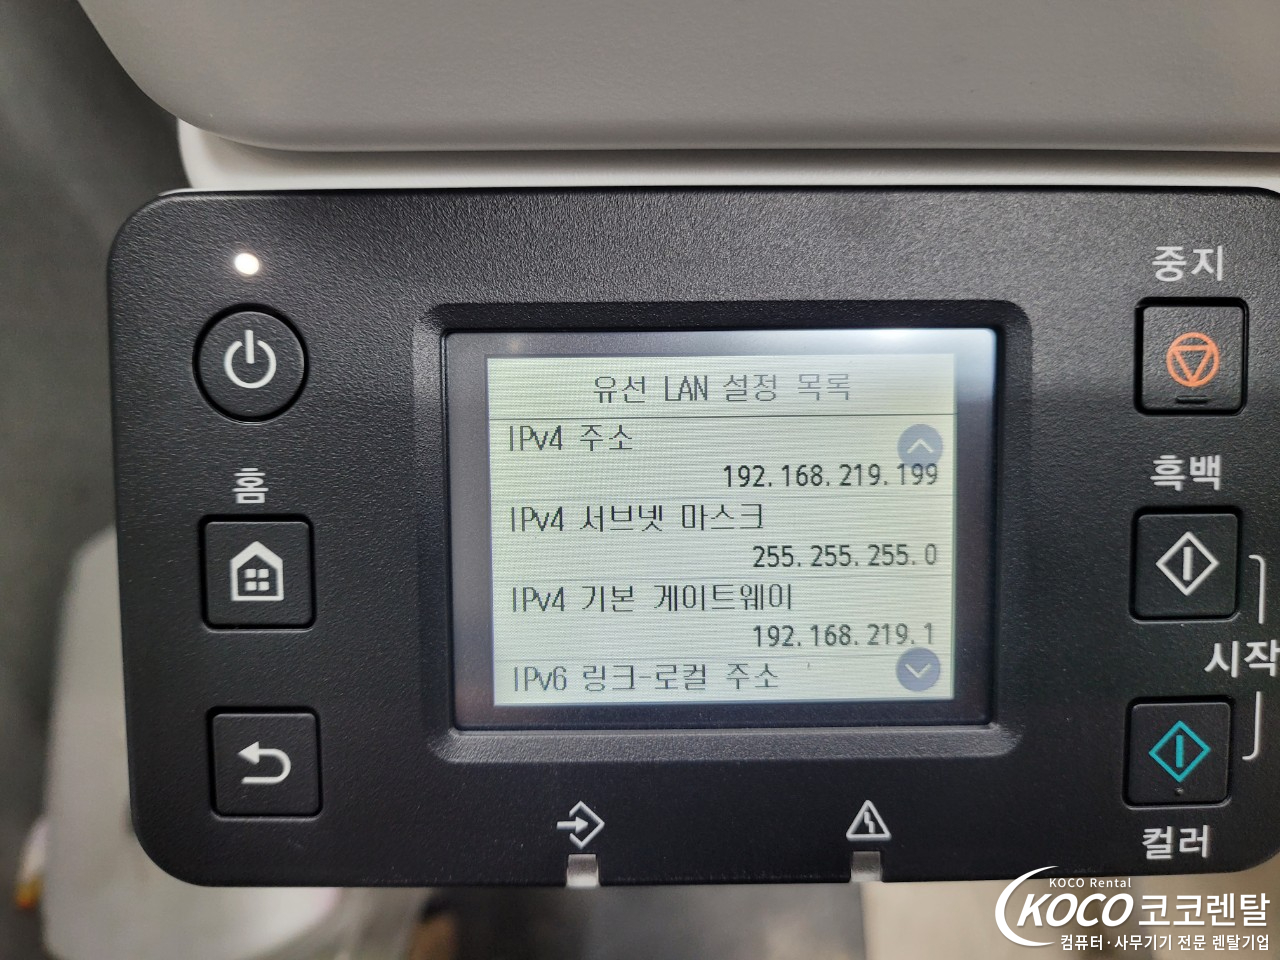 중지
홈
흑백
시작
컬러
유선 LAN 설정 목록
IPv4 주소
192.168.219.199
IPv4 서브넷 마스크
255.255.255.0
IPv4 기본 게이트웨이
192.168.219.1
IPv6 링크-로컬 주소
KOCO Rental
KOCO 코코렌탈
컴퓨터·사무기기 전문 렌탈기업